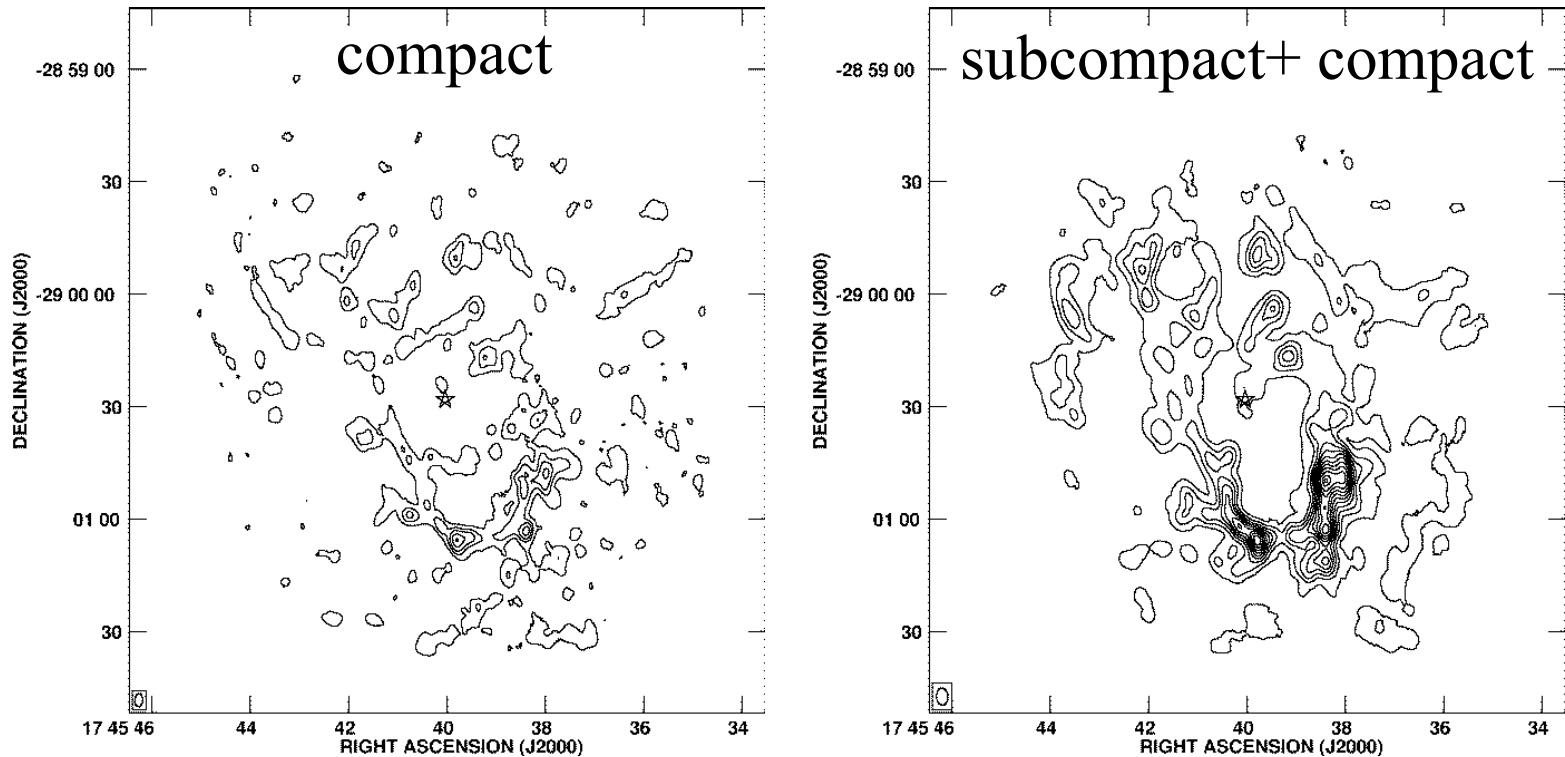 compact
-28 59 00
30
-29 00 00
30
01 00
30
DECLINATION (J2000)
17 45 46
44
42
40
38
36
34
RIGHT ASCENSION (J2000)
subcompact+ compact
-28 59 00
30
-29 00 00
30
01 00
30
DECLINATION (J2000)
17 45 46
44
42
40
38
36
34
RIGHT ASCENSION (J2000)